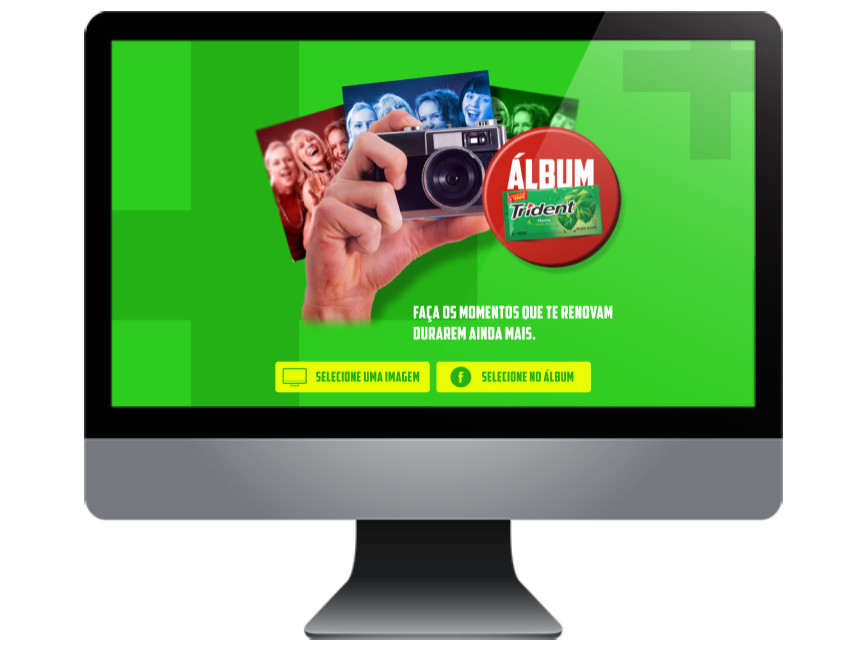 ÁLBUM
Trident
FAÇA OS MOMENTOS QUE TE RENOVAM
DURAREM AINDA MAIS.
SELECIONE UMA IMAGEM
f SELECIONE NO ÁLBUM